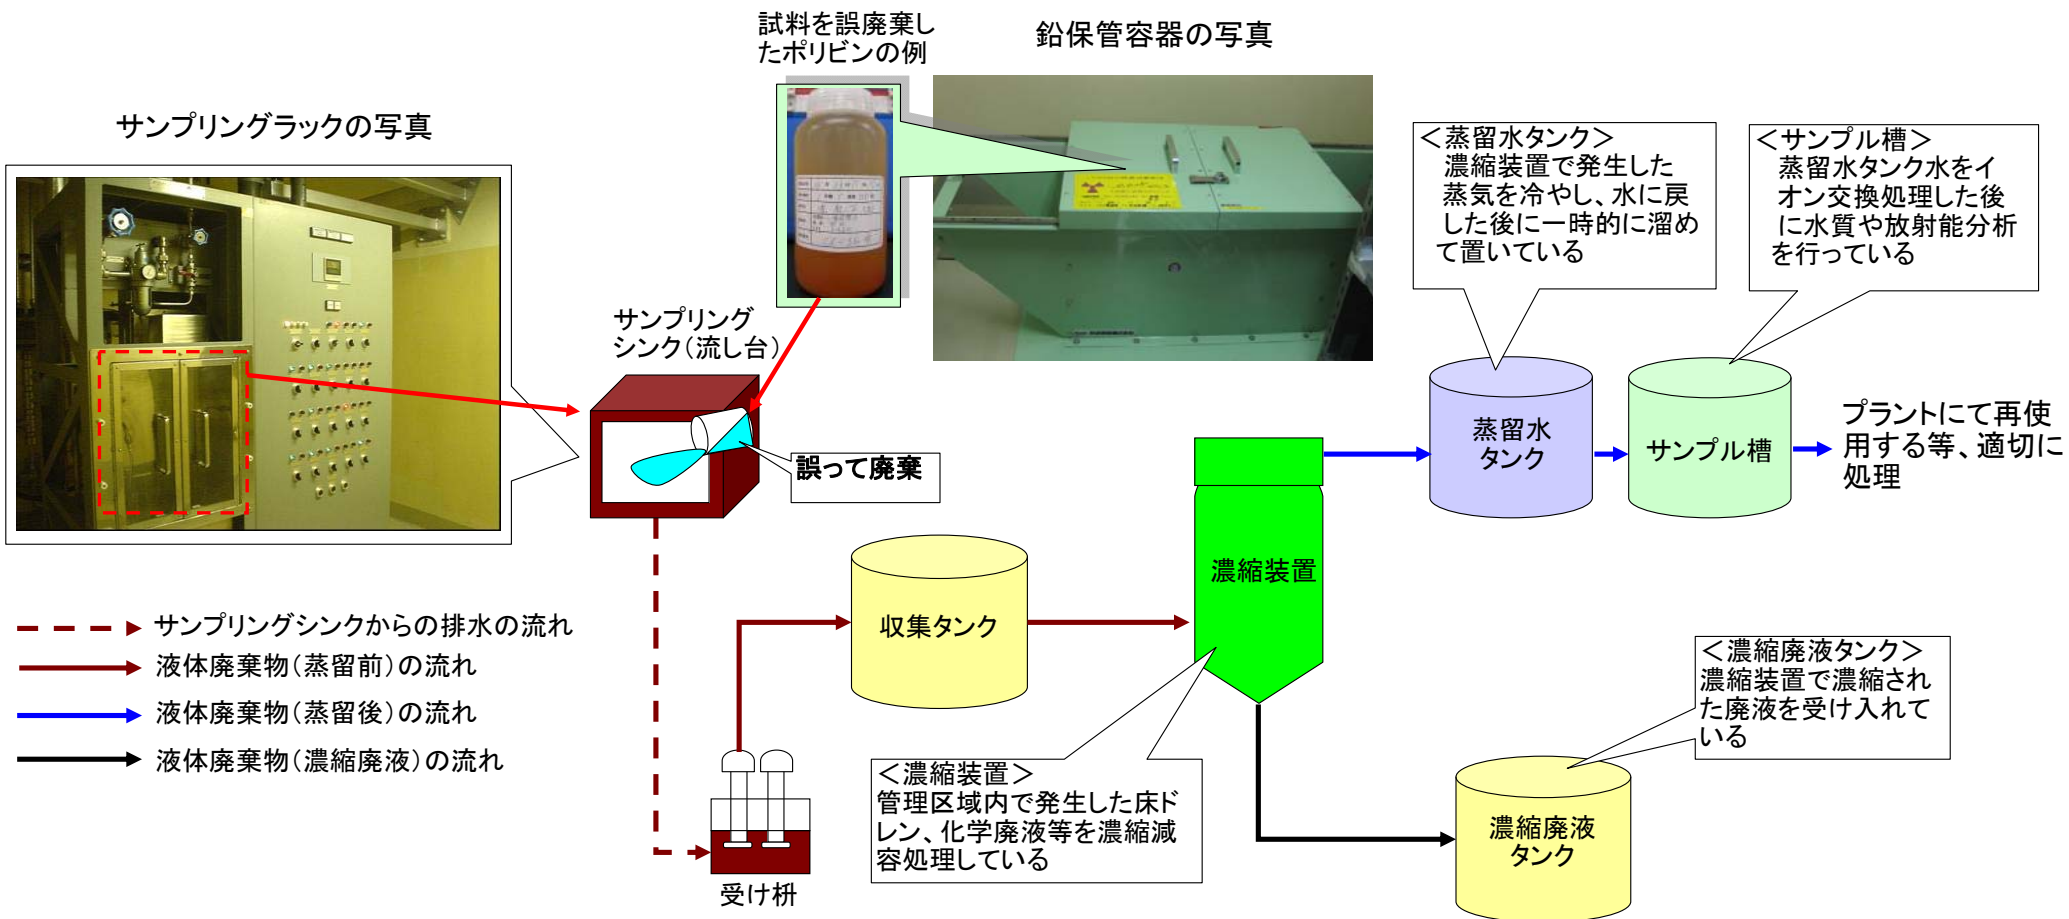 試料を誤廃棄し
たポリビンの例
鉛保管容器の写真
サンプリングラックの写真
＜蒸留水タンク＞
濃縮装置で発生した
蒸気を冷やし、水に戻
した後に一時的に溜め
て置いている
＜サンプル槽＞
蒸留水タンク水をイ
オン交換処理した後
に水質や放射能分析
を行っている
サンプリング
シンク（流し台）
誤って廃棄
蒸留水
タンク
サンプル槽
プラントにて再使
用する等、適切に
処理
濃縮装置
収集タンク
サンプリングシンクからの排水の流れ
液体廃棄物（蒸留前）の流れ
液体廃棄物（蒸留後）の流れ
液体廃棄物（濃縮廃液）の流れ
＜濃縮廃液タンク＞
濃縮装置で濃縮され
た廃液を受け入れて
いる
＜濃縮装置＞
管理区域内で発生した床ド
レン、化学廃液等を濃縮減
容処理している
濃縮廃液
タンク
受け枡